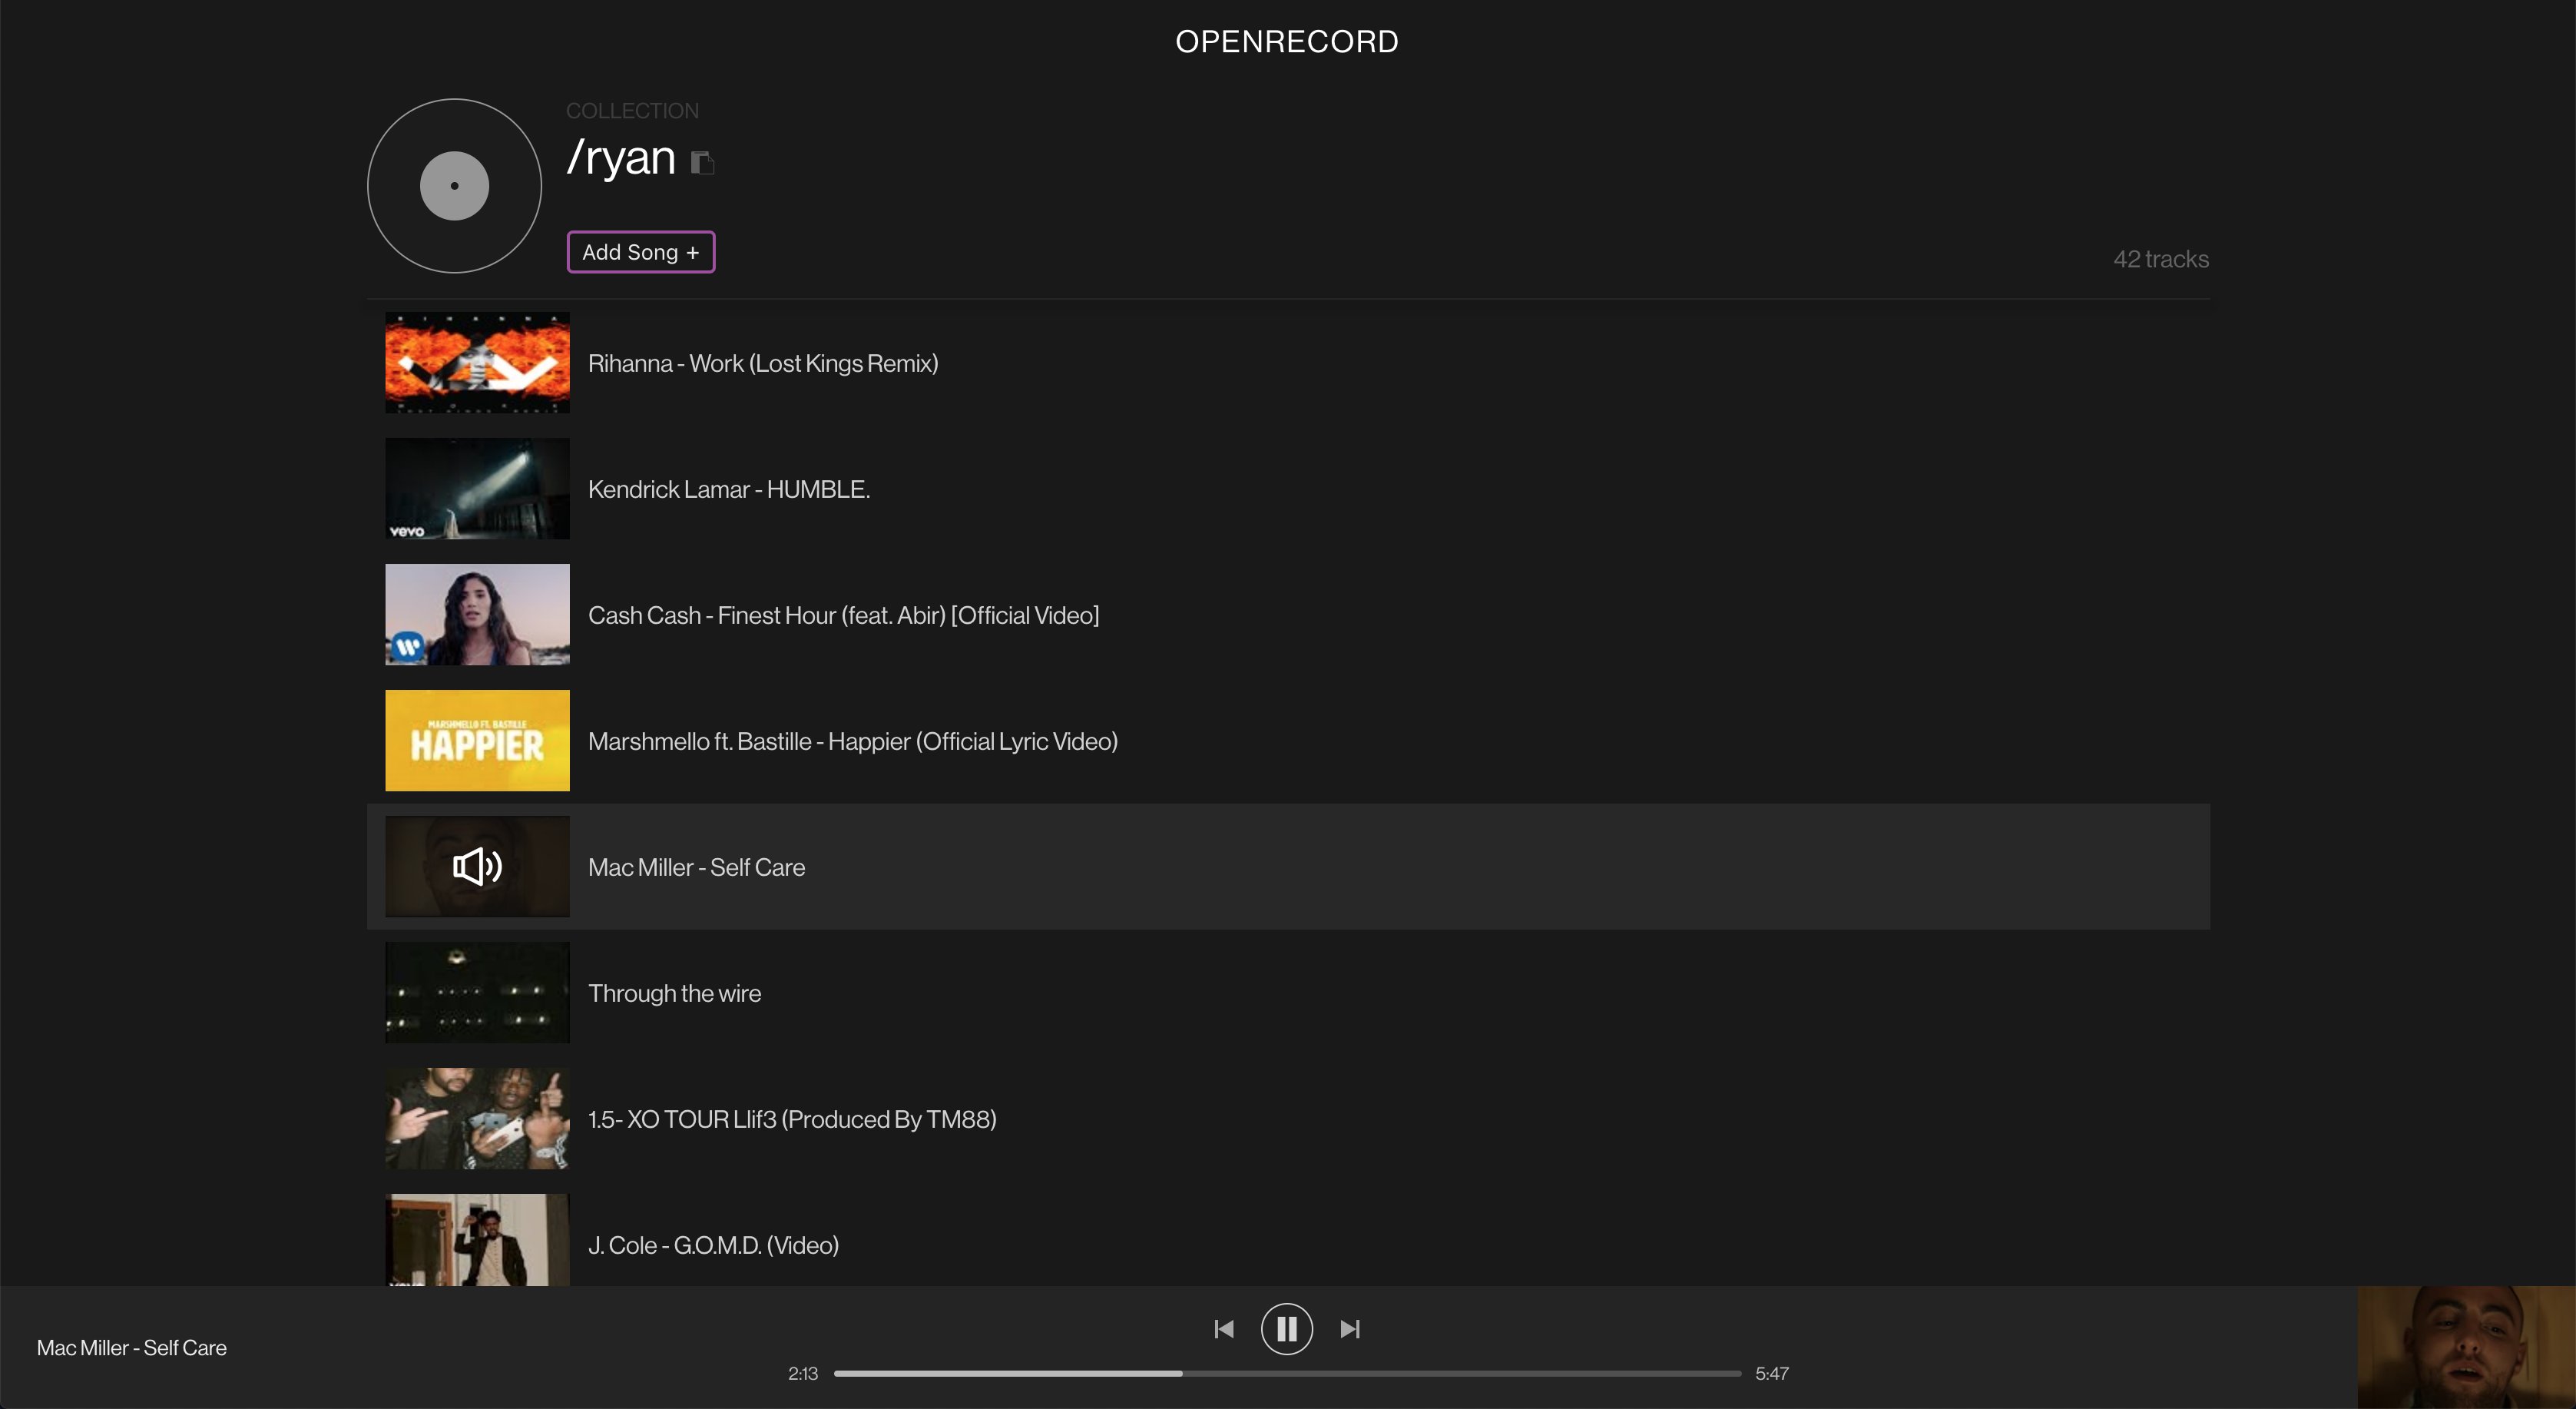 OPENRECORD
COLLECTION
/ryan
Add Song +
42 tracks
R I H A N N A
Rihanna - Work (Lost Kings Remix)
vevo
Kendrick Lamar - HUMBLE.
Cash Cash - Finest Hour (feat. Abir) [Official Video]
MARSHMELLO FT. BASTILLE
HAPPIER
Marshmello ft. Bastille - Happier (Official Lyric Video)
Mac Miller - Self Care
Through the wire
1.5- XO TOUR Llif3 (Produced By TM88)
J. Cole - G.O.M.D. (Video)
Mac Miller - Self Care
2:13
5:47